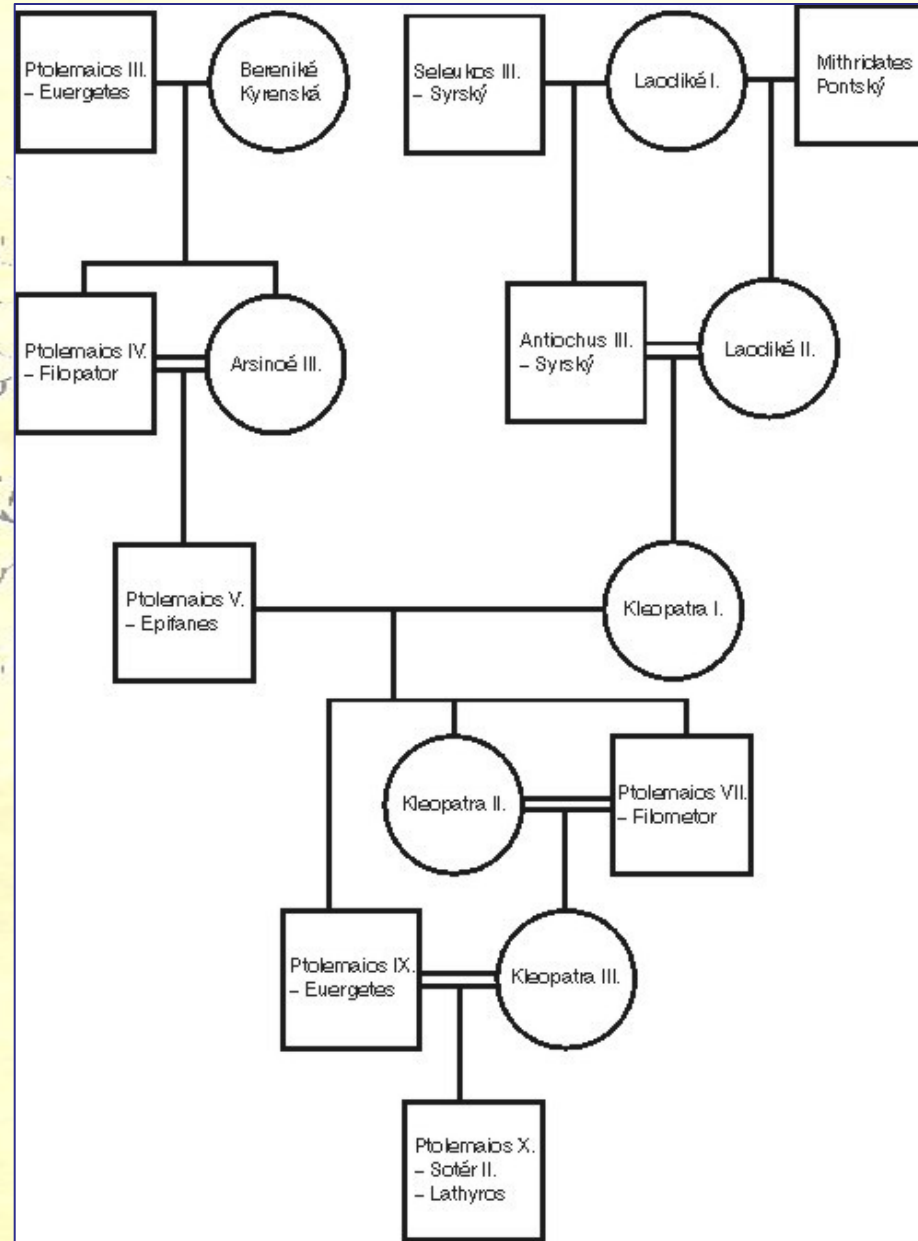 Ptolemaios III.
– Euergetes
Bereniké
Kyrenská
Seleukos III.
– Syrský
Laodiké I.
Mithridates
Pontský
Ptolemaios IV.
– Filopator
Arsinoé III.
Antiochus III.
– Syrský
Laodiké II.
Ptolemaios V.
– Epifanes
Kleopatra I.
Kleopatra II.
Ptolemaios VII.
– Filometor
Ptolemaios IX.
– Euergetes
Kleopatra III.
Ptolemaios X.
– Sotér II.
– Lathyros